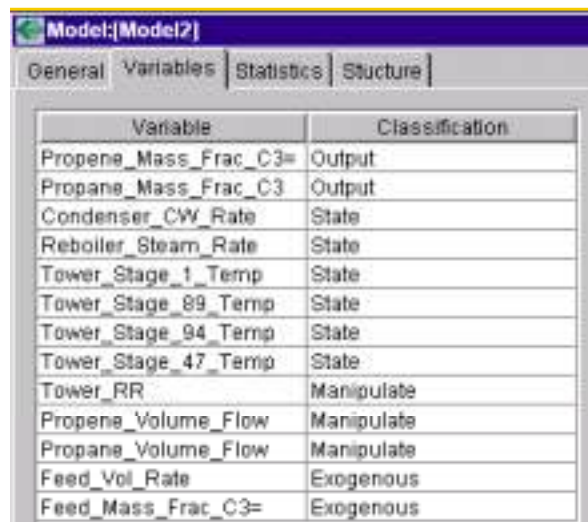 Model:[Model2]
General Variables Statistics Stucture
Variable Classification
Propene_Mass_Frac_C3= Output
Propane_Mass_Frac_C3 Output
Condenser_CW_Rate State
Reboiler_Steam_Rate State
Tower_Stage_1_Temp State
Tower_Stage_89_Temp State
Tower_Stage_94_Temp State
Tower_Stage_47_Temp State
Tower_RR Manipulate
Propene_Volume_Flow Manipulate
Propane_Volume_Flow Manipulate
Feed_Vol_Rate Exogenous
Feed_Mass_Frac_C3= Exogenous